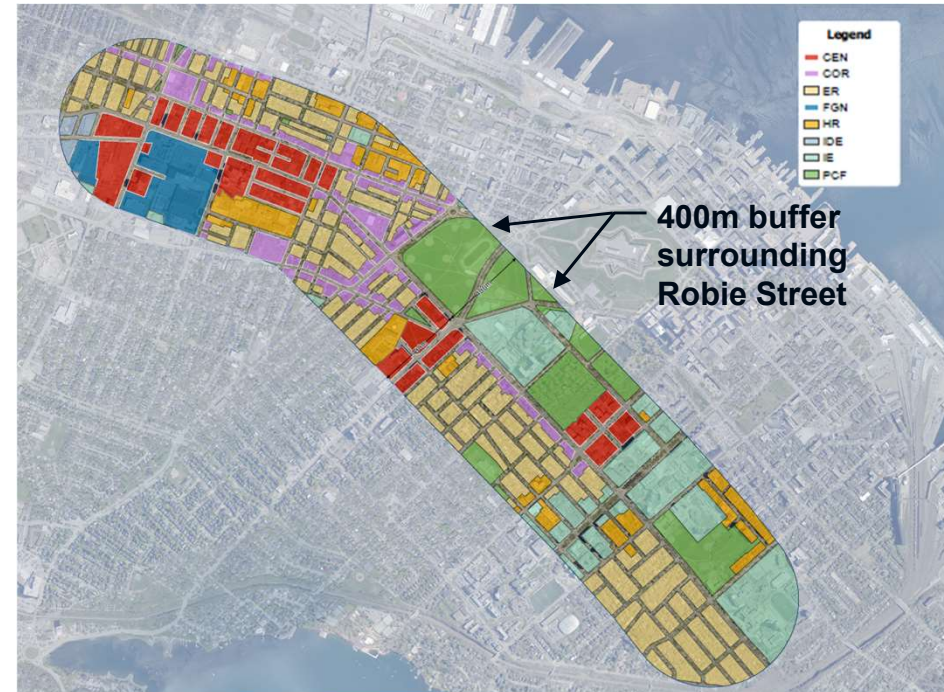 Legend
CEN
COR
ER
FGN
HR
IDE
IE
PCF
400m buffer
surrounding
Robie Street